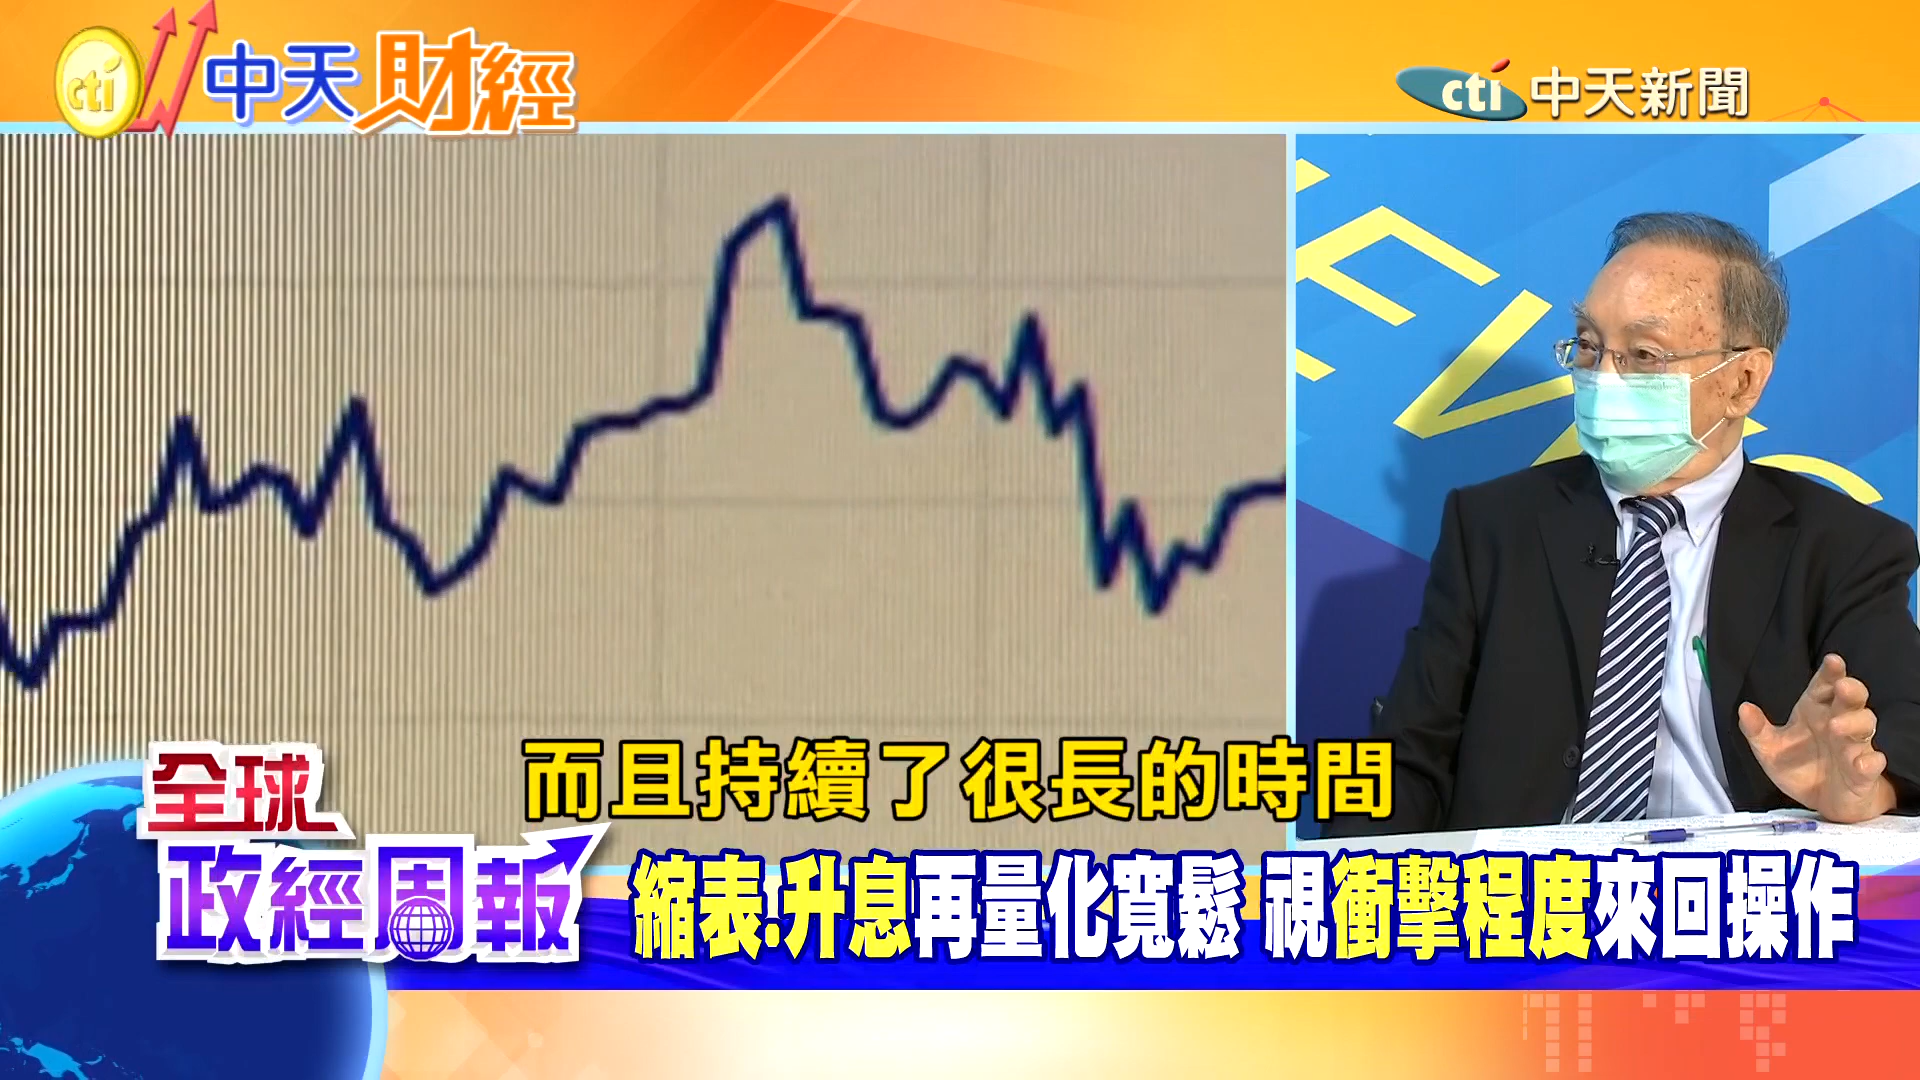 cti 中天財經
cti 中天新聞
NEWS
而且持續了很長的時間
全球
政經周報
縮表!升息再量化寬鬆 視衝擊程度來回操作